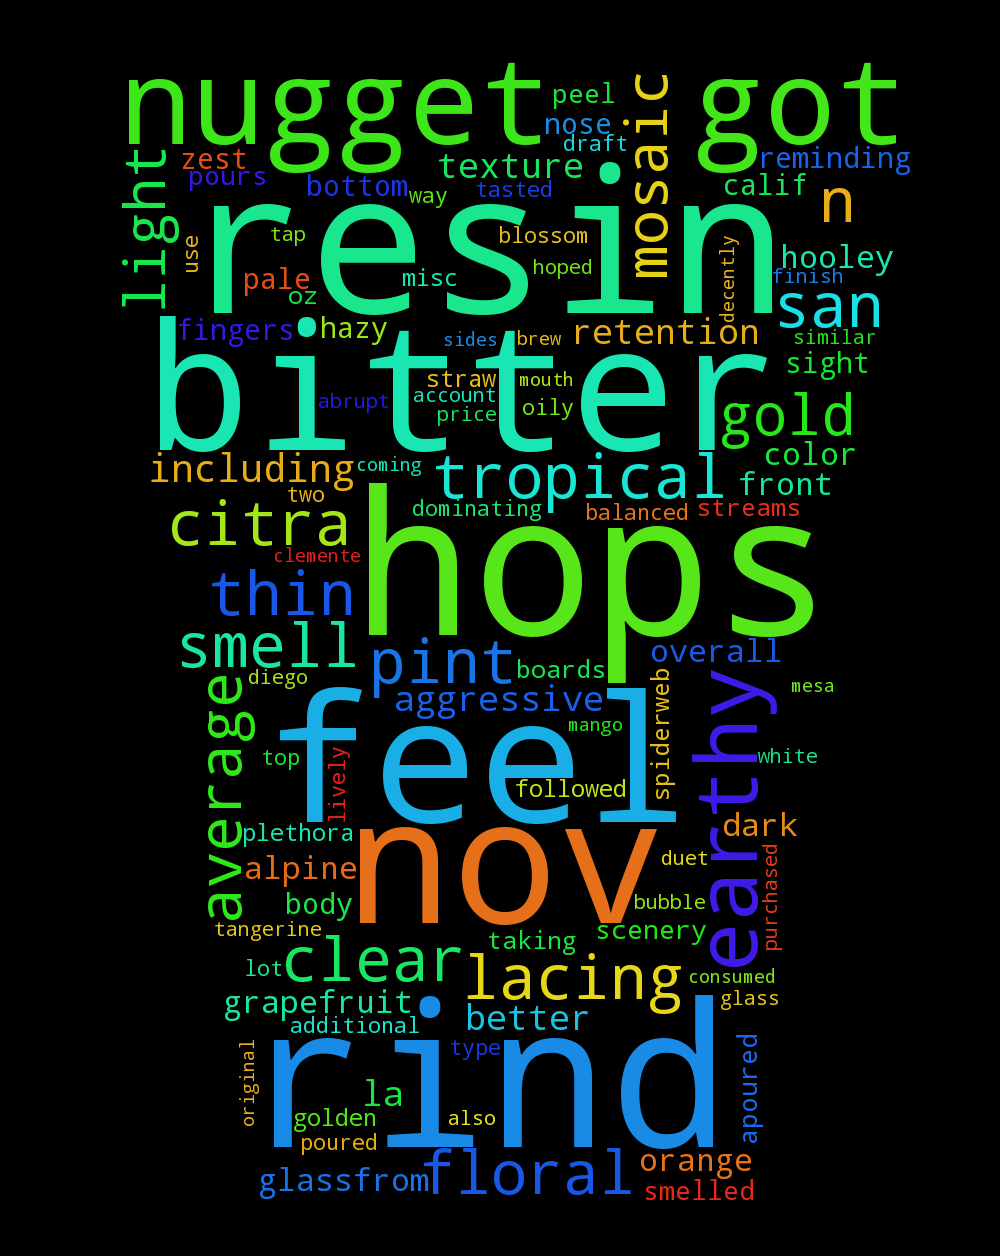 nugget
got
peel
mosaic
nose
draft
zest
texture
reminding
light
pours
bottom
way
tasted
calif
n
resin
tap
use
blossom
hooley
decently
hoped
finish
pale
misc
oz
san
fingers
hazy
sides
brew
retention
similar
bitter
sight
straw
mouth
abrupt
account
price
oily
gold
including
coming
tropical
color
front
two
citra
dominating
balanced
streams
hops
clemente
thin
smell
pint
boards
overall
diego
average
aggressive
spiderweb
earthy
mesa
feel
mango
top
lively
white
followed
plethora
nov
dark
alpine
duet
purchased
body
bubble
tangerine
taking
scenery
lot
clear
lacing
consumed
grapefruit
glass
additional
better
rind
original
type
apoured
la
golden
also
poured
glassfrom
floral
orange
smelled